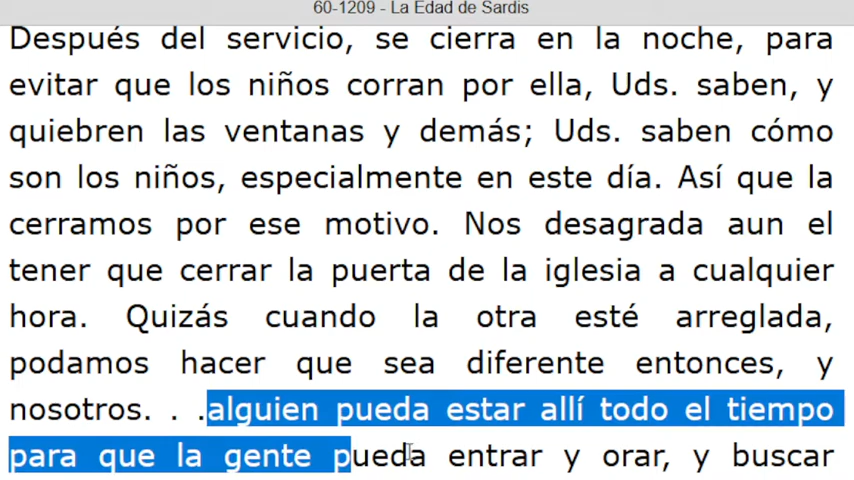 60-1209 - La Edad de Sardis
Después del servicio, se cierra en la noche, para
evitar que los niños corran por ella, Uds. saben, y
quiebren las ventanas y demás; Uds. saben cómo
son los niños, especialmente en este día. Así que la
cerramos por ese motivo. Nos desagrada aun el
tener que cerrar la puerta de la iglesia a cualquier
hora. Quizás cuando la otra esté arreglada,
podamos hacer que sea diferente entonces, y
nosotros. . .alguien pueda estar allí todo el tiempo
para que la gente pueda entrar y orar, y buscar